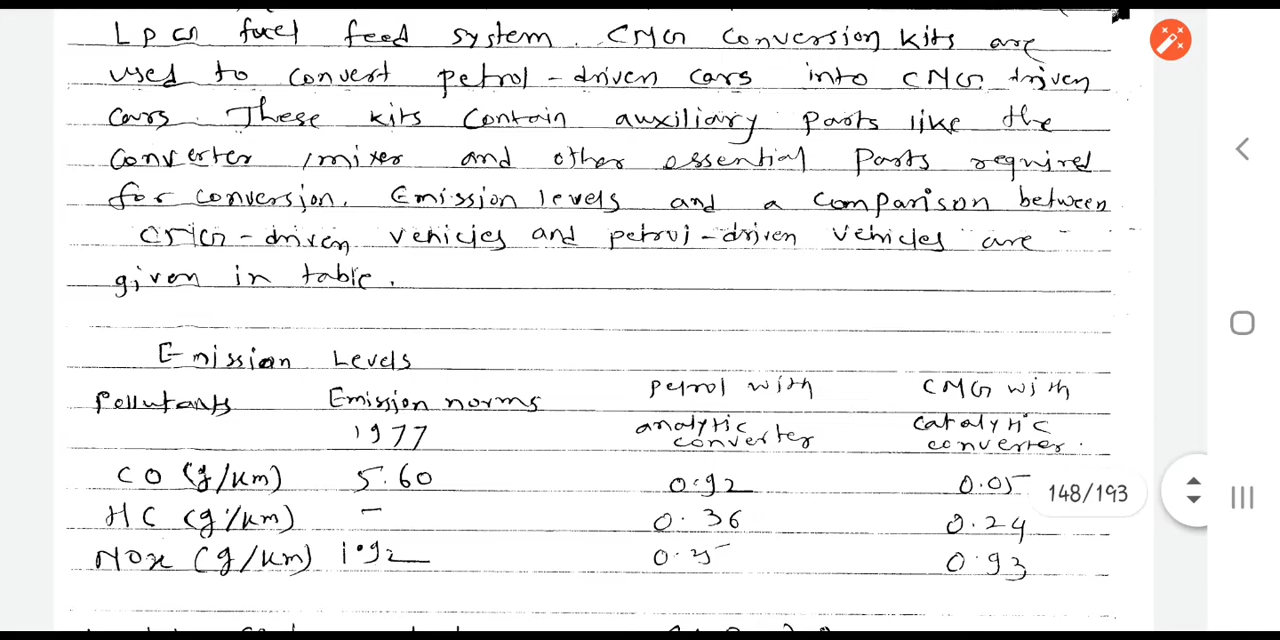 LPG fuel feed system. CNG conversion kits are
used to convert petrol-driven cars into CNG driven
cars. These kits contain auxiliary parts like the
converter/mixer and other essential parts required
for conversion. Emission levels and a comparison between
-driven vehicles and petrol-driven vehicles are
given in table.
Emission Levels
Pollutants Emission norms 1977 petrol with analytic converter CNG with catalytic converter.
CO (g/km) 5.60 0.92 0.05
HC (g/km) - 0.36 0.24
NOx (g/km) 1.92 0.25 0.93
148/193